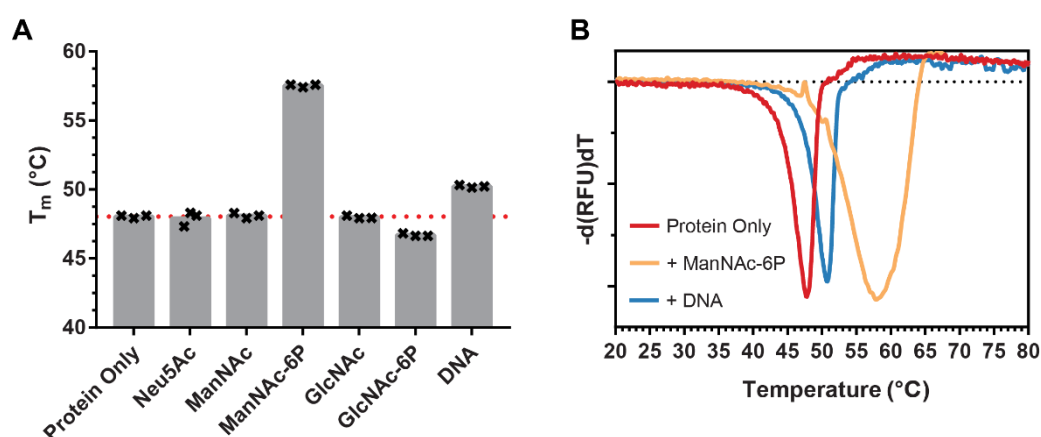 A
60
55
50
45
40
Tm (°C)
Protein Only
Neu5Ac
ManNAc
ManNAc-6P
GlcNAc
GlcNAc-6P
DNA
B
-d(RFU)dT
Protein Only
+ ManNAc-6P
+ DNA
20 25 30 35 40 45 50 55 60 65 70 75 80
Temperature (°C)